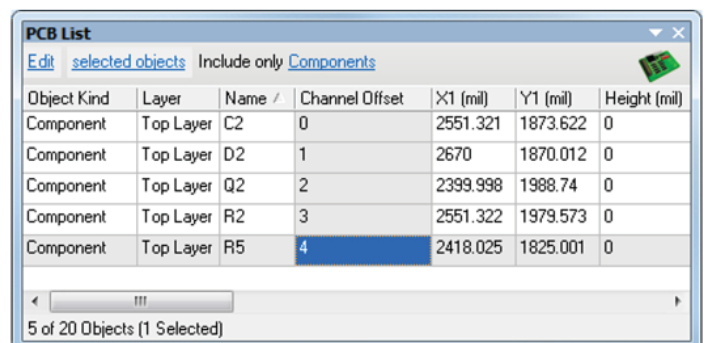 PCB List
Edit selected objects Include only Components
Object Kind Layer Name Channel Offset X1 (mil) Y1 (mil) Height (mil)
Component Top Layer C2 0 2551.321 1873.622 0
Component Top Layer D2 1 2670 1870.012 0
Component Top Layer Q2 2 2399.998 1988.74 0
Component Top Layer R2 3 2551.322 1979.573 0
Component Top Layer R5 4 2418.025 1825.001 0
5 of 20 Objects (1 Selected)